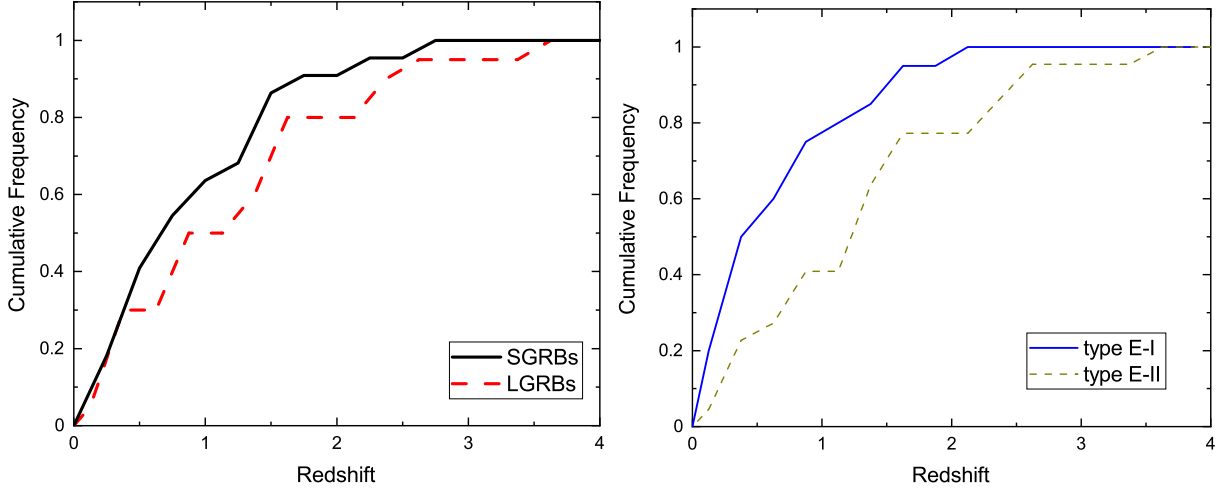 Cumulative Frequency
1
0.8
0.6
0.4
0.2
0
0
1
2
3
4
Redshift
SGRBs
LGRBs
Cumulative Frequency
1
0.8
0.6
0.4
0.2
0
0
1
2
3
4
Redshift
type E-I
type E-II